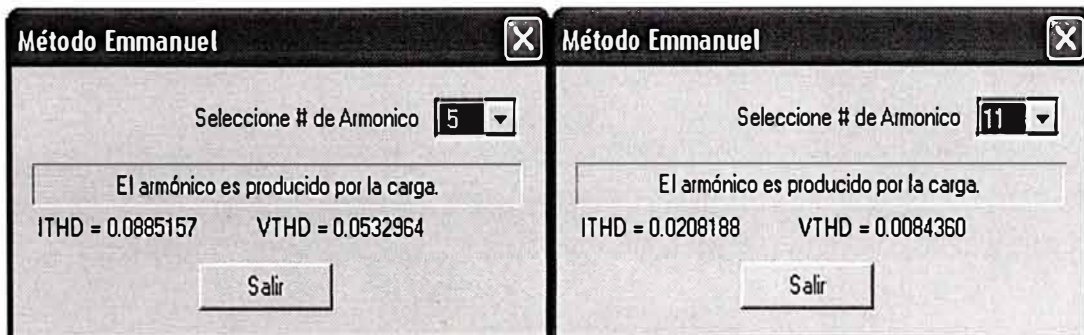 Método Emmanuel
Seleccione # de Armonico 5
El armónico es producido por la carga.
ITHD = 0.0885157 VTHD = 0.0532964
Salir
Método Emmanuel
Seleccione # de Armonico 11
El armónico es producido por la carga.
ITHD = 0.0208188 VTHD = 0.0084360
Salir